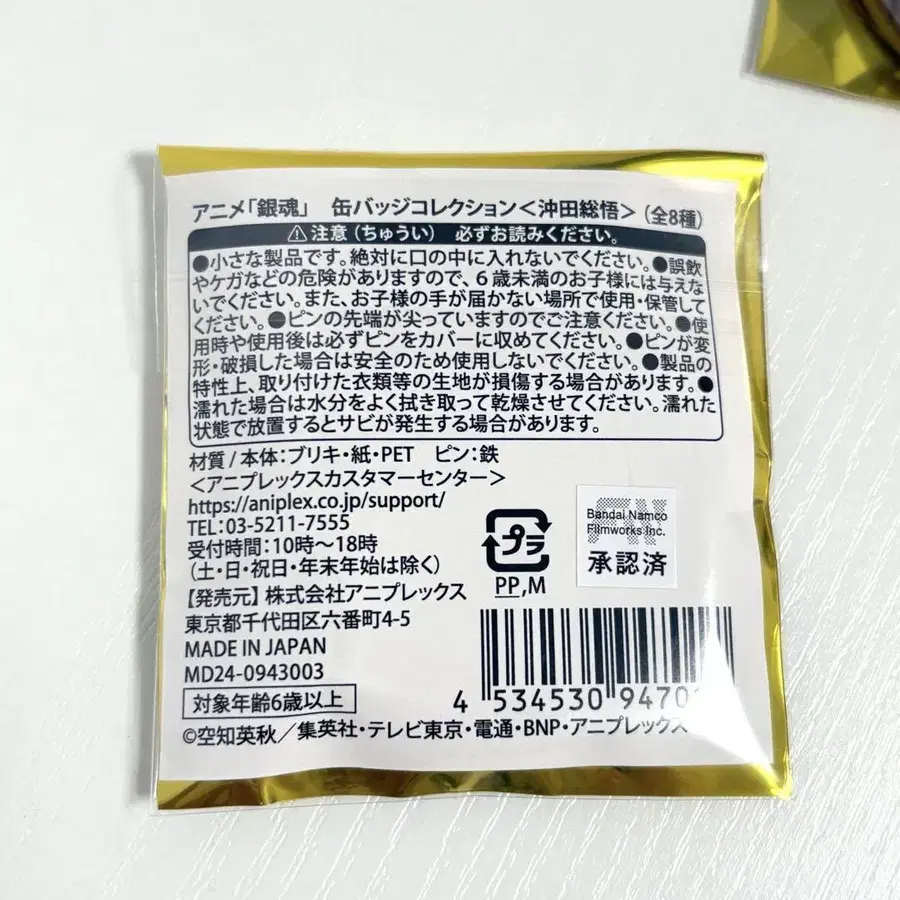 アニメ「銀魂」 缶バッジコレクション＜沖田総悟＞（全8種）
⚠注意（ちゅうい） 必ずお読みください。
●小さな製品です。絶対に口の中に入れないでください。●誤飲
やケガなどの危険がありますので、6歳未満のお子様には与えな
いでください。また、お子様の手が届かない場所で使用・保管して
ください。●ピンの先端が尖っていますのでご注意ください。●使
用時や使用後は必ずピンをカバーに収めてください。●ピンが変
形・破損した場合は安全のため使用しないでください。●製品の
特性上、取り付けた衣類等の生地が損傷する場合があります。●
濡れた場合は水分をよく拭き取って乾燥させてください。濡れた
状態で放置するとサビが発生する場合があります。
材質/本体：ブリキ・紙・PET ピン：鉄
＜アニプレックスカスタマーセンター＞
https://aniplex.co.jp/support/
TEL：03-5211-7555
受付時間：10時～18時
（土・日・祝日・年末年始は除く）
【発売元】株式会社アニプレックス
東京都千代田区六番町4-5
MADE IN JAPAN
MD24-0943003
対象年齢6歳以上
プラ
PP,M
FN
Bandai Namco
Filmworks Inc.
承認済
4 534530 9470
©空知英秋／集英社・テレビ東京・電通・BNP・アニプレックス